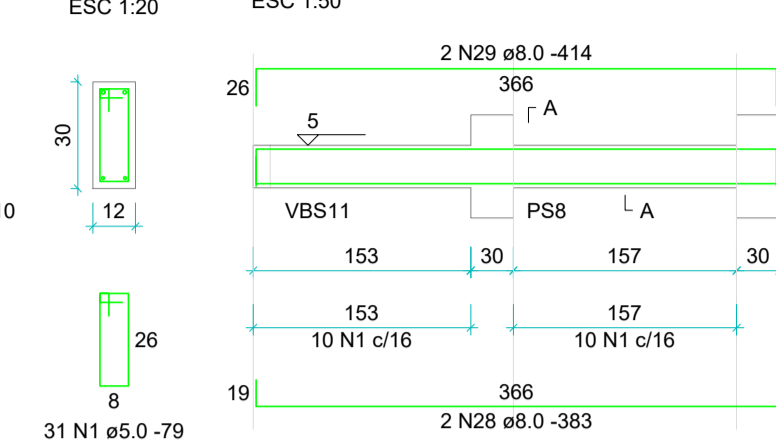 ESC 1:20
ESC 1:50
2 N29 ø8.0 -414
26
366
A
5
30
12
VBS11
PS8
A
153
30
157
30
153
157
10 N1 c/16
10 N1 c/16
26
8
31 N1 ø5.0 -79
19
366
2 N28 ø8.0 -383